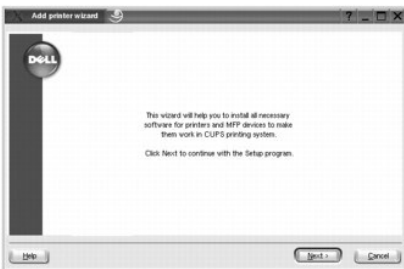 Add printer wizard
DELL
This wizard will help you to install all necessary
software for printers and MFP devices to make
them work in CUPS printing system.
Click Next to continue with the Setup program.
Help
Next >
Cancel